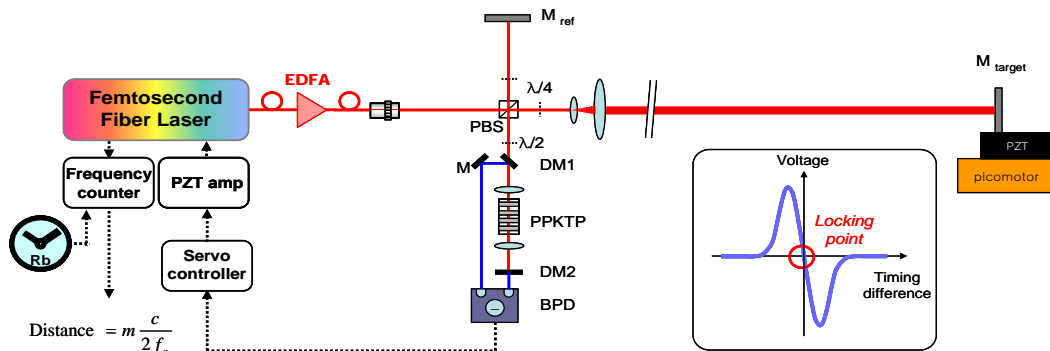 M ref
M target
EDFA
λ/4
Femtosecond
Fiber Laser
PBS
λ/2
M
DM1
PZT
picomotor
Frequency
counter
PZT amp
PPKTP
Voltage
Locking
point
Timing
difference
Rb
Servo
controller
DM2
BPD
Distance = m c
2 f